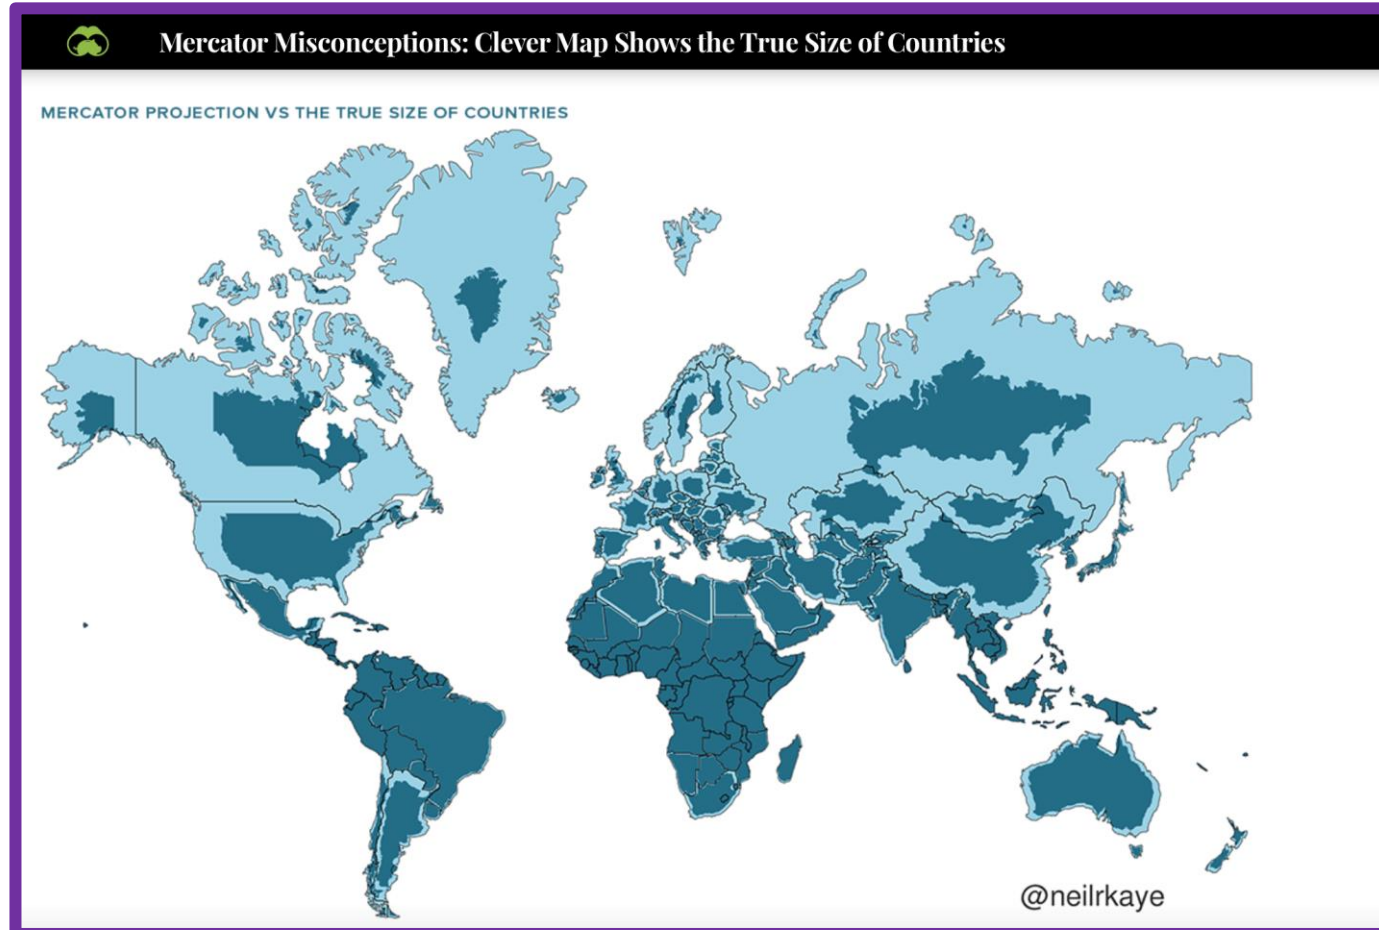 Mercator Misconceptions: Clever Map Shows the True Size of Countries
MERCATOR PROJECTION VS THE TRUE SIZE OF COUNTRIES
@neilrkaye